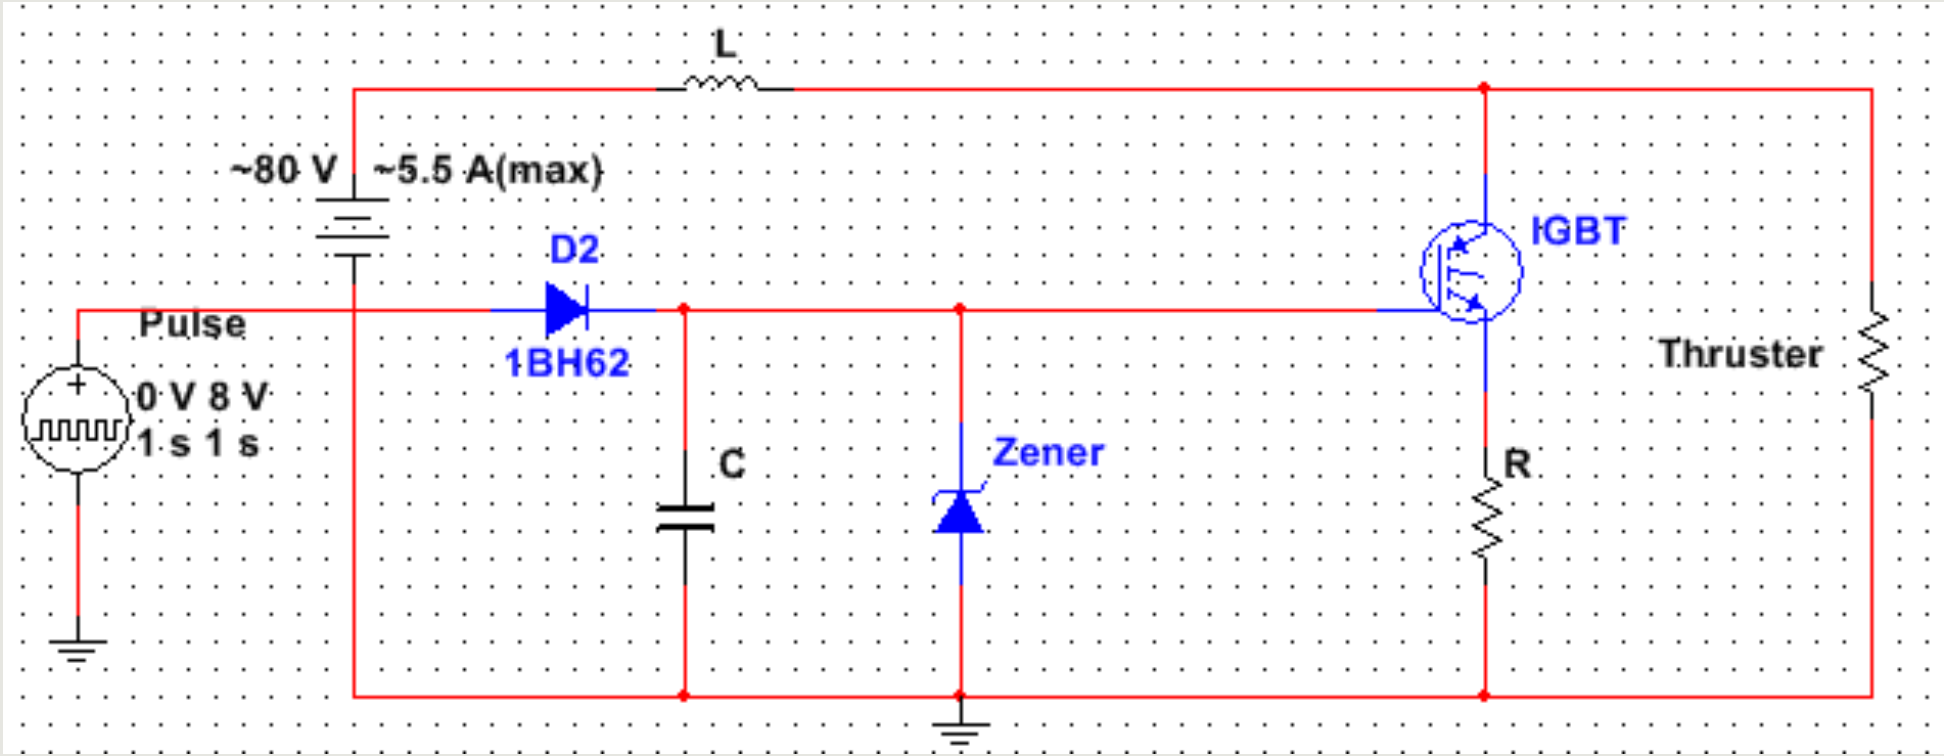 L
~80 V ~5.5 A(max)
D2
IGBT
Pulse
0 V 8 V
1 s 1 s
1BH62
Thruster
C
Zener
R